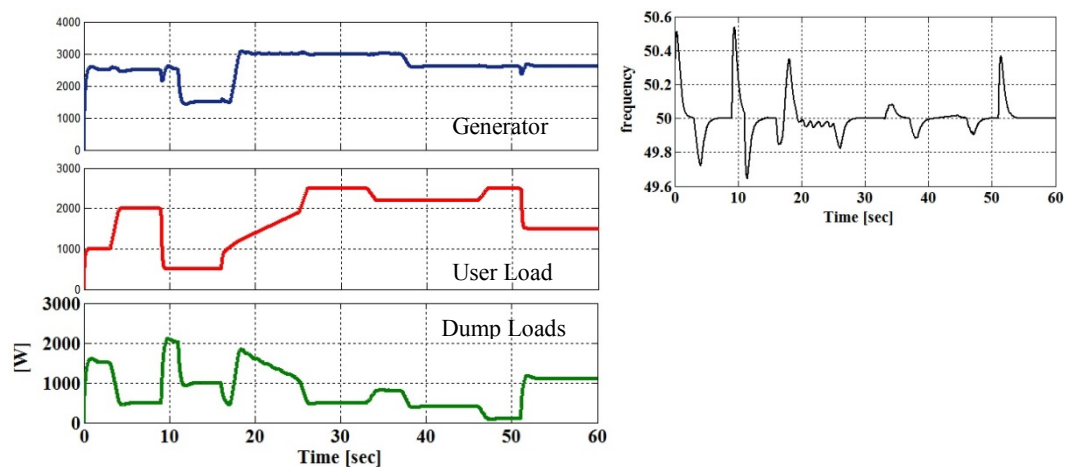 4000
3000
2000
1000
0
Generator
3000
2000
1000
0
User Load
3000
2000
1000
0
[W]
Dump Loads
0 10 20 30 40 50 60
Time [sec]
50.6
50.4
50.2
50
49.8
49.6
frequency
0 10 20 30 40 50 60
Time [sec]